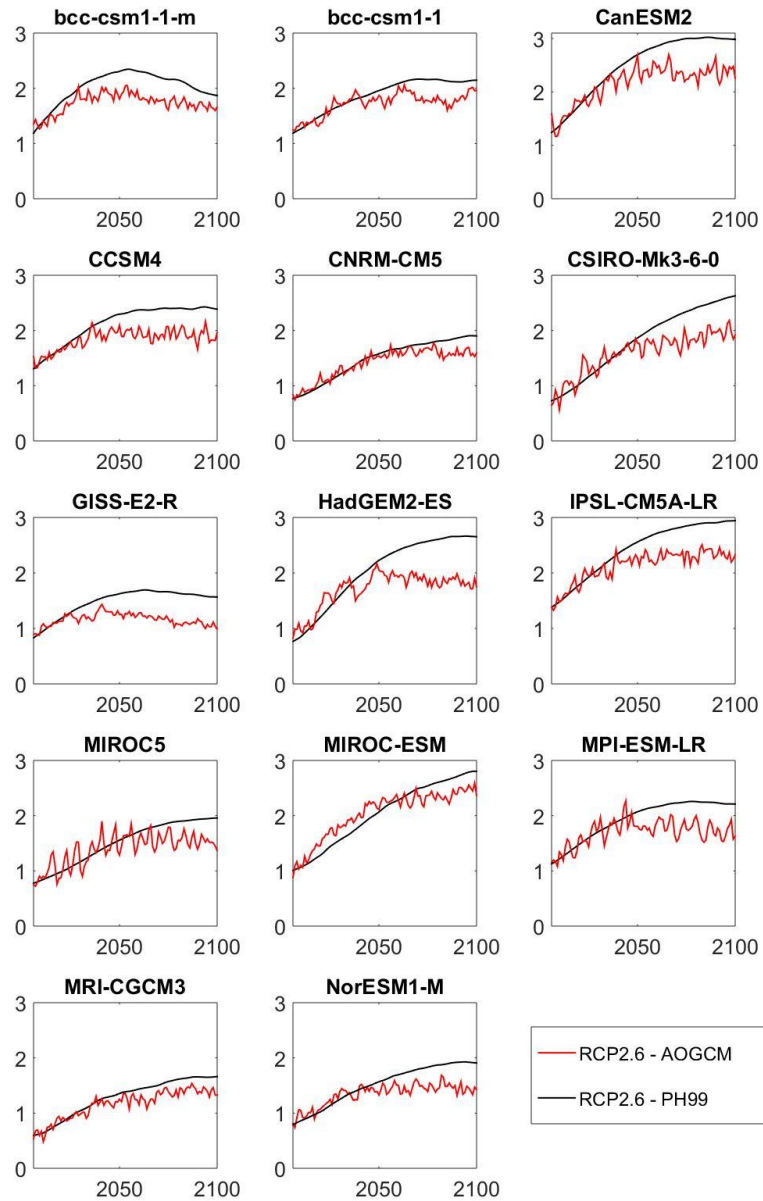 bcc-csm1-1-m bcc-csm1-1 CanESM2
3 3 3
2 2 2
1 1 1
0 0 0
2050 2100 2050 2100 2050 2100
CCSM4 CNRM-CM5 CSIRO-Mk3-6-0
3 3 3
2 2 2
1 1 1
0 0 0
2050 2100 2050 2100 2050 2100
GISS-E2-R HadGEM2-ES IPSL-CM5A-LR
3 3 3
2 2 2
1 1 1
0 0 0
2050 2100 2050 2100 2050 2100
MIROC5 MIROC-ESM MPI-ESM-LR
3 3 3
2 2 2
1 1 1
0 0 0
2050 2100 2050 2100 2050 2100
MRI-CGCM3 NorESM1-M
3 3
2 2
1 1
0 0
2050 2100 2050 2100
RCP2.6 - AOGCM
RCP2.6 - PH99